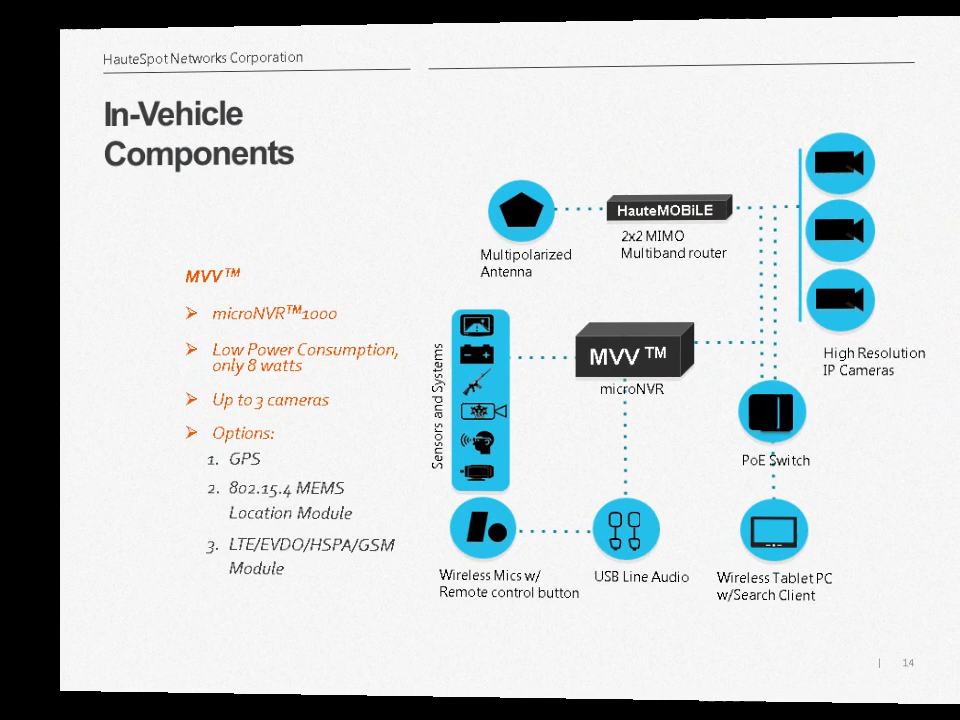 HauteSpot Networks Corporation
In-Vehicle
Components
MVV™
➢ microNVR™1000
➢ Low Power Consumption,
only 8 watts
➢ Up to 3 cameras
➢ Options:
1. GPS
2. 802.15.4 MEMS
Location Module
3. LTE/EVDO/HSPA/GSM
Module
HauteMOBiLE
2x2 MIMO
Multiband router
Multipolarized
Antenna
High Resolution
IP Cameras
MVV ™
microNVR
Sensors and Systems
PoE Switch
Wireless Mics w/
Remote control button
USB Line Audio
Wireless Tablet PC
w/Search Client
| 14